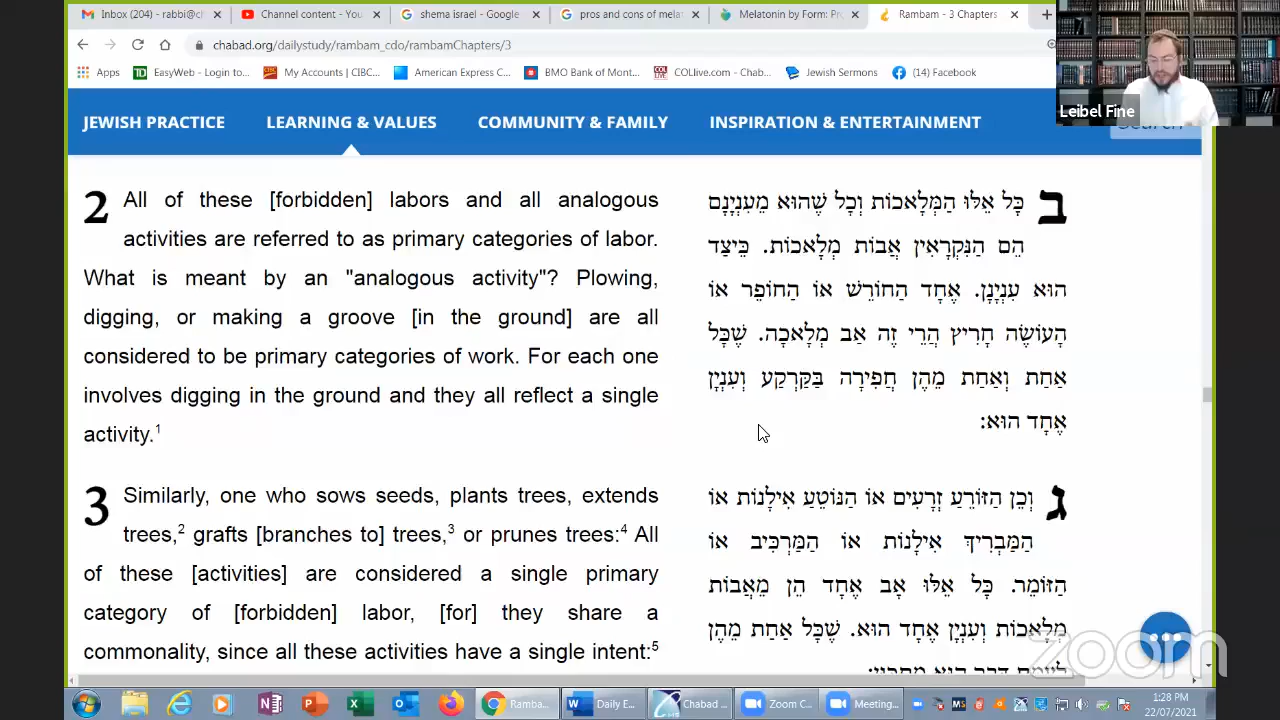 Inbox (204) - rabbi@ch
Channel content - You
shema israel - Google
pros and cons of melat
Melatonin by Form: Pr
Rambam - 3 Chapters
chabad.org/dailystudy/rambam_cdo/rambamChapters/3
Apps
EasyWeb - Login to...
My Accounts | CIBC...
American Express C...
BMO Bank of Mont...
COLlive.com - Chab...
Jewish Sermons
(14) Facebook
Leibel Fine
JEWISH PRACTICE
LEARNING & VALUES
COMMUNITY & FAMILY
INSPIRATION & ENTERTAINMENT
Search
2 All of these [forbidden] labors and all analogous
activities are referred to as primary categories of labor.
What is meant by an "analogous activity"? Plowing,
digging, or making a groove [in the ground] are all
considered to be primary categories of work. For each one
involves digging in the ground and they all reflect a single
activity.1
ב כָּל אֵלּוּ הַמְּלָאכוֹת וְכָל שֶׁהוּא מֵעִנְיָנָם
הֵם הַנִּקְרָאִין אֲבוֹת מְלָאכוֹת. כֵּיצַד
הוּא עִנְיָנָן. אֶחָד הַחוֹרֵשׁ אוֹ הַחוֹפֵר אוֹ
הָעוֹשֶׂה חָרִיץ הֲרֵי זֶה אַב מְלָאכָה. שֶׁכָּל
אַחַת וְאַחַת מֵהֶן חֲפִירָה בַּקַּרְקַע וְעִנְיָן
אֶחָד הוּא:
3 Similarly, one who sows seeds, plants trees, extends
trees,2 grafts [branches to] trees,3 or prunes trees:4 All
of these [activities] are considered a single primary
category of [forbidden] labor, [for] they share a
commonality, since all these activities have a single intent:5
ג וְכֵן הַזּוֹרֵעַ זְרָעִים אוֹ הַנּוֹטֵעַ אִילָנוֹת אוֹ
הַמַּבְרִיךְ אִילָנוֹת אוֹ הַמַּרְכִּיב אוֹ
הַזּוֹמֵר. כָּל אֵלּוּ אָב אֶחָד הֵן מֵאֲבוֹת
מְלָאכוֹת וְעִנְיָן אֶחָד הוּא. שֶׁכָּל אַחַת מֵהֶן
zoom
Ramba...
Daily E...
Chabad ...
Zoom C...
Meeting...
1:28 PM
22/07/2021